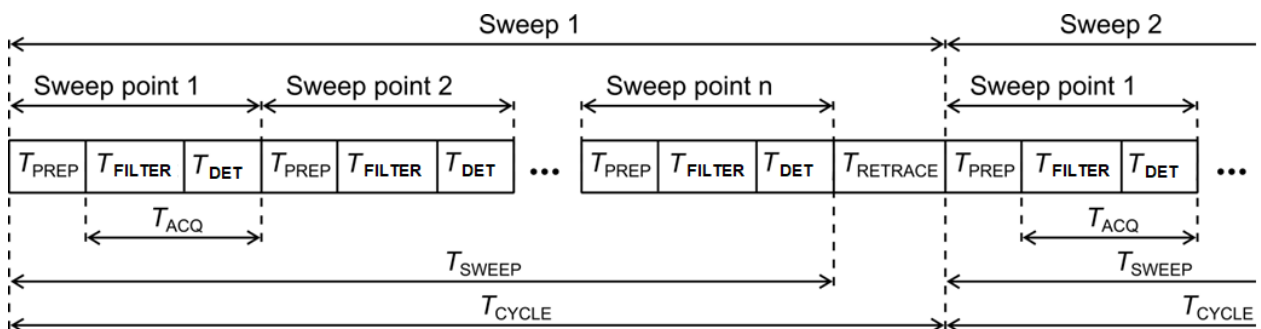 Sweep 1 Sweep 2
Sweep point 1 Sweep point 2 Sweep point n Sweep point 1
TPREP TFILTER TDET TPREP TFILTER TDET ••• TPREP TFILTER TDET TRETRACE TPREP TFILTER TDET •••
TACQ TACQ
TSWEEP TSWEEP
TCYCLE TCYCLE